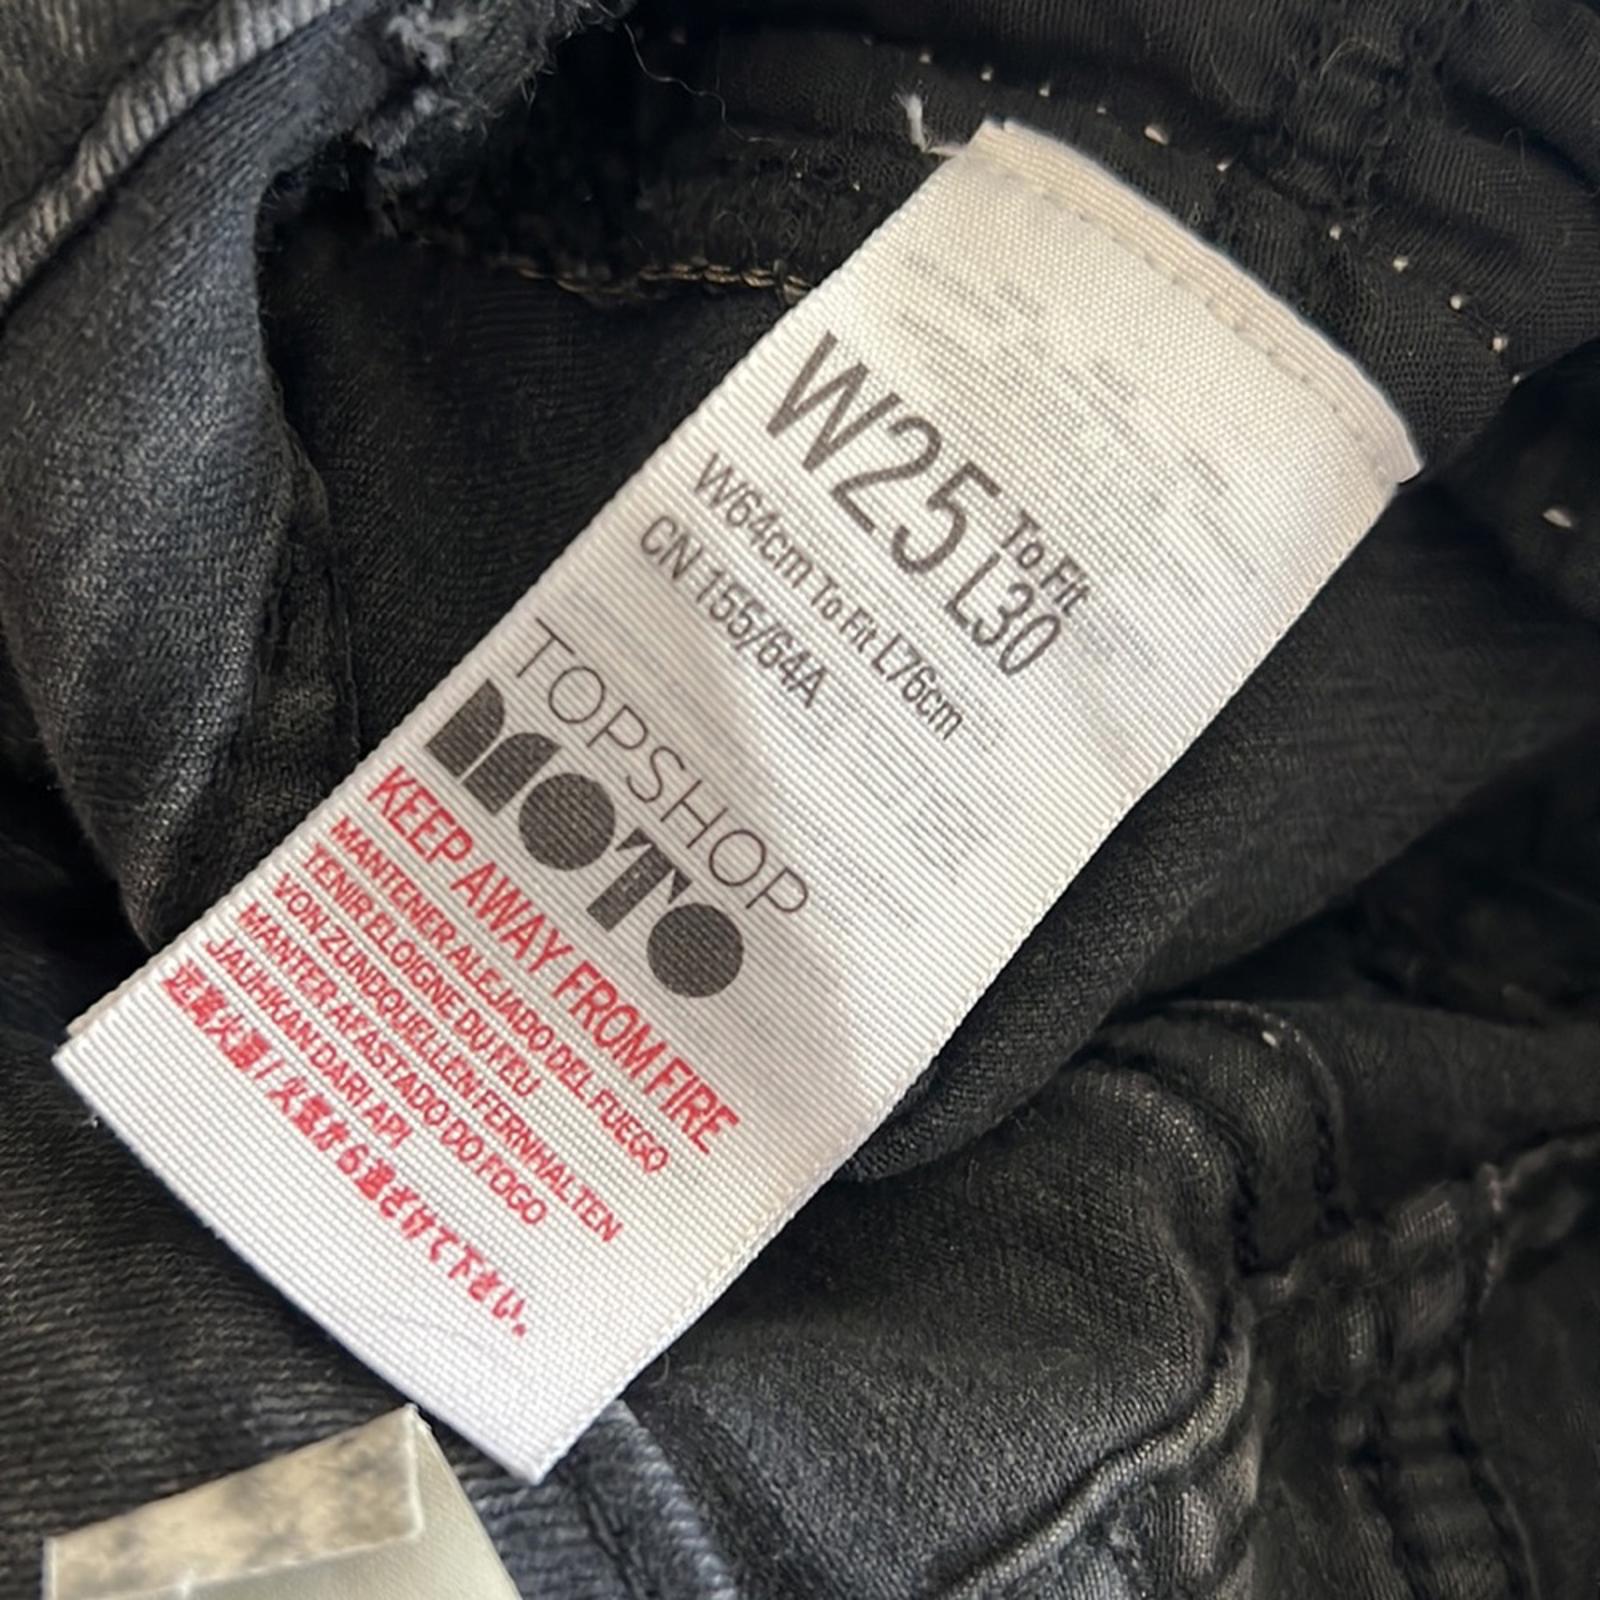 W25 To Fit L30
W64cm To Fit L76cm
CN 155/64A
TOPSHOP
MOTO
KEEP AWAY FROM FIRE
MANTENER ALEJADO DEL FUEGO
TENIR ELOIGNE DU FEU
VON ZUNDQUELLEN FERNHALTEN
MANTER AFASTADO DO FOGO
JAUHKAN DARI API
远离火源 / 火気から遠ざけて下さい。